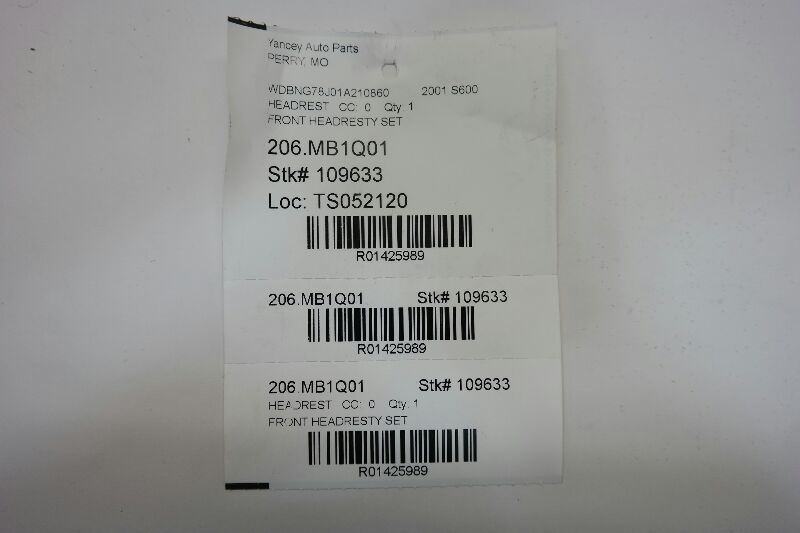 Yancey Auto Parts
PERRY, MO
WDBNG78J01A210860 2001 S600
HEADREST CC: 0 Qty: 1
FRONT HEADRESTY SET
206.MB1Q01
Stk# 109633
Loc: TS052120
R01425989
206.MB1Q01 Stk# 109633
R01425989
206.MB1Q01 Stk# 109633
HEADREST CC: 0 Qty: 1
FRONT HEADRESTY SET
R01425989